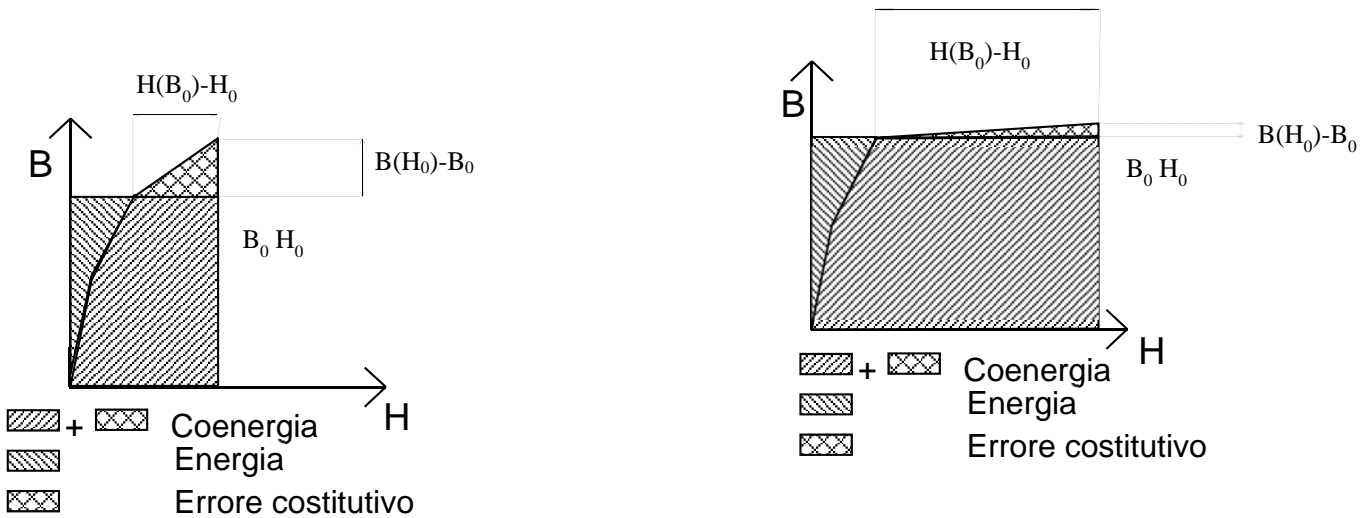 H(B₀)-H₀
B
B(H₀)-B₀
B₀ H₀
H
+ Coenergia
Energia
Errore costitutivo
H(B₀)-H₀
B
B(H₀)-B₀
B₀ H₀
H
+ Coenergia
Energia
Errore costitutivo